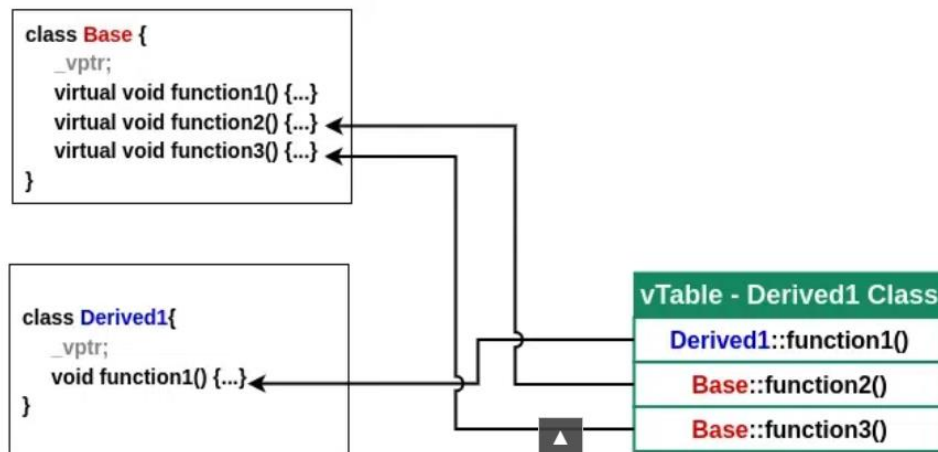 class Base {
_vptr;
virtual void function1() {...}
virtual void function2() {...}
virtual void function3() {...}
}
class Derived1{
_vptr;
void function1() {...}
}
vTable - Derived1 Class
Derived1::function1()
Base::function2()
Base::function3()